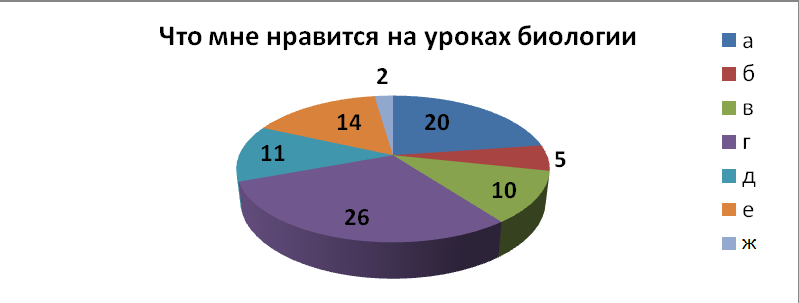 Что мне нравится на уроках биологии
2
20
5
10
26
11
14
а
б
в
г
д
е
ж